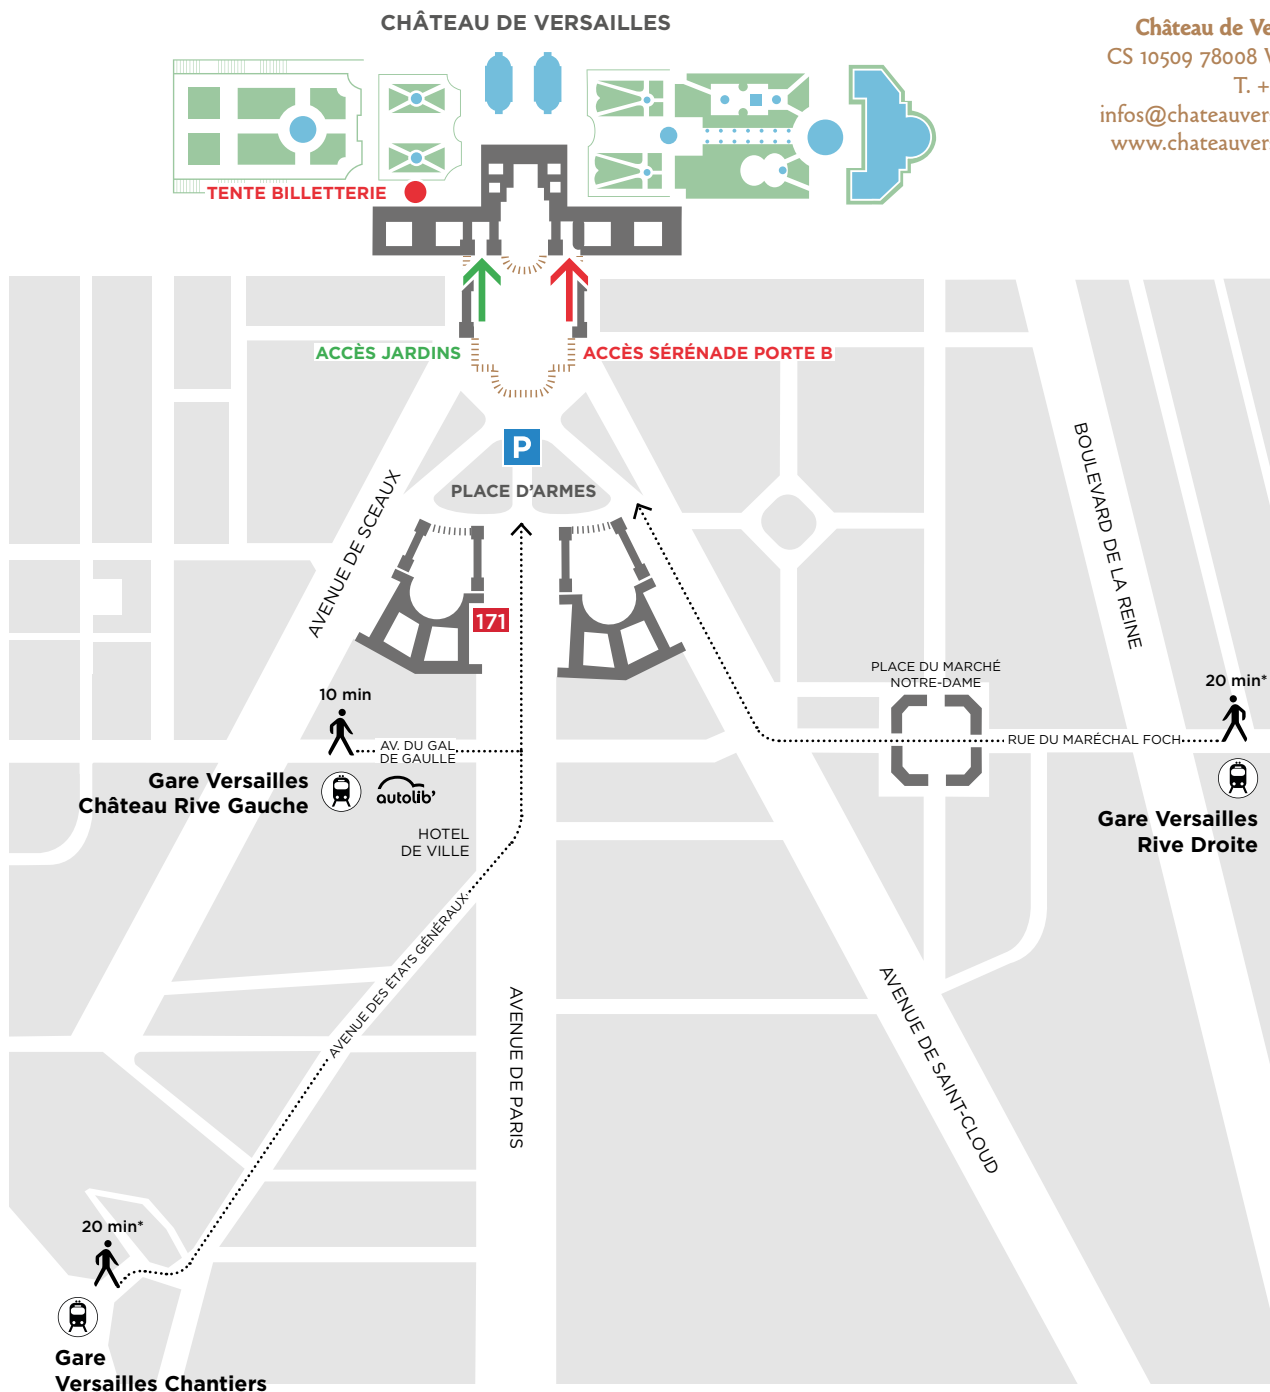 CHÂTEAU DE VERSAILLES
Château de Ve
CS 10509 78008 V
T. +
infos@chateauver
www.chateauver
TENTE BILLETTERIE
ACCÈS JARDINS
ACCÈS SÉRÉNADE PORTE B
P
PLACE D'ARMES
AVENUE DE SCEAUX
BOULEVARD DE LA REINE
171
PLACE DU MARCHÉ
NOTRE-DAME
10 min
20 min*
AV. DU GAL
DE GAULLE
RUE DU MARÉCHAL FOCH
Gare Versailles
Château Rive Gauche
autolib'
Gare Versailles
Rive Droite
HOTEL
DE VILLE
AVENUE DES ÉTATS GÉNÉRAUX
AVENUE DE PARIS
AVENUE DE SAINT-CLOUD
20 min*
Gare
Versailles Chantiers